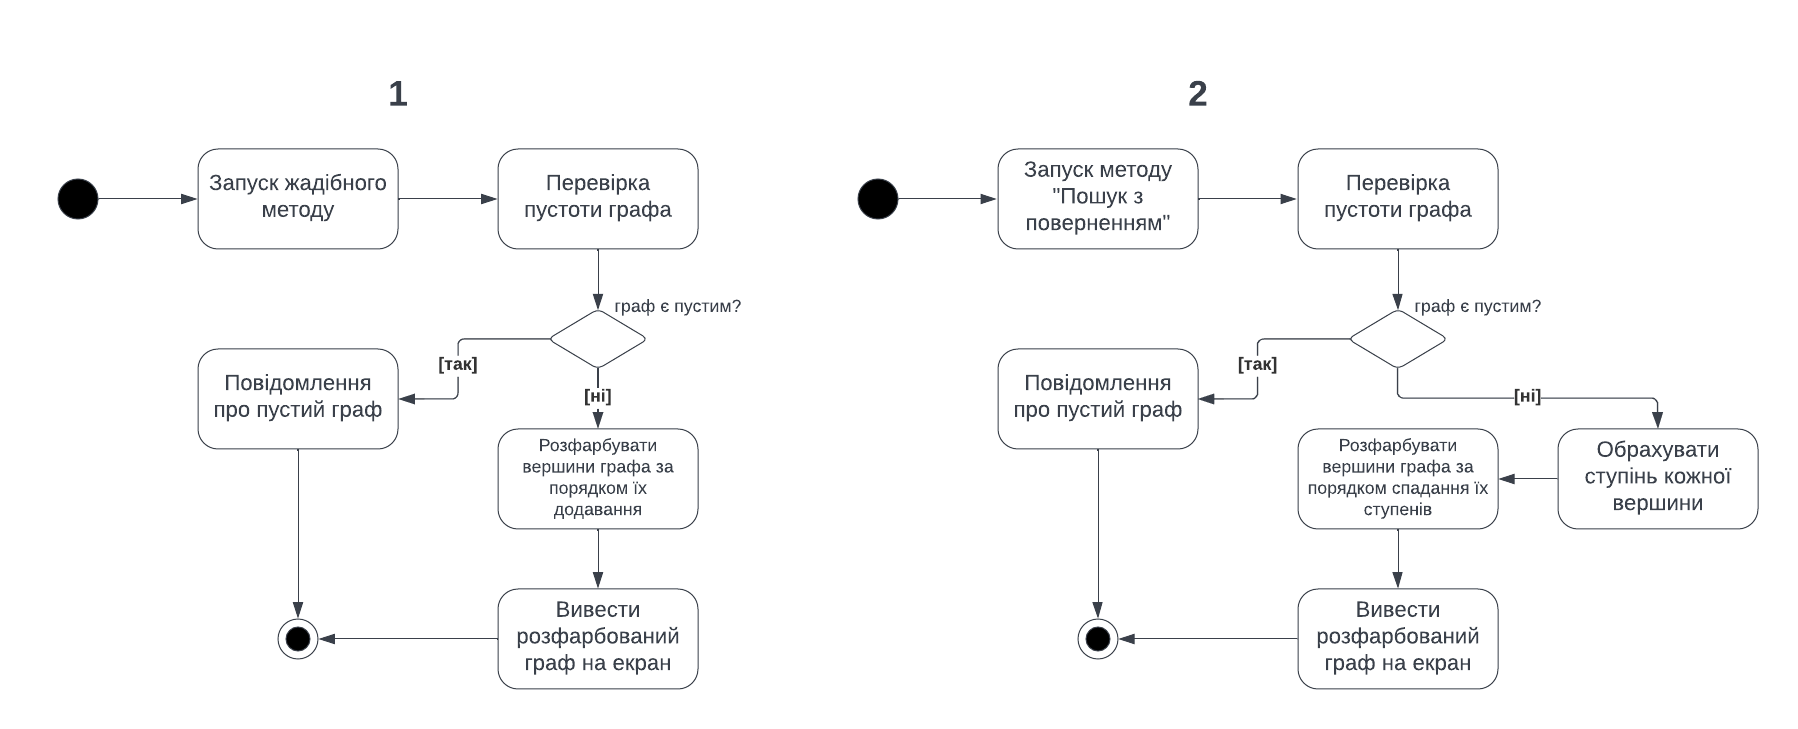 1
Запуск жадібного
методу
Перевірка
пустоти графа
граф є пустим?
[так]
[ні]
Повідомлення
про пустий граф
Розфарбувати
вершини графа за
порядком їх
додавання
Вивести
розфарбований
граф на екран
2
Запуск методу
"Пошук з
поверненням"
Перевірка
пустоти графа
граф є пустим?
[так]
[ні]
Повідомлення
про пустий граф
Розфарбувати
вершини графа за
порядком спадання їх
ступенів
Обрахувати
ступінь кожної
вершини
Вивести
розфарбований
граф на екран